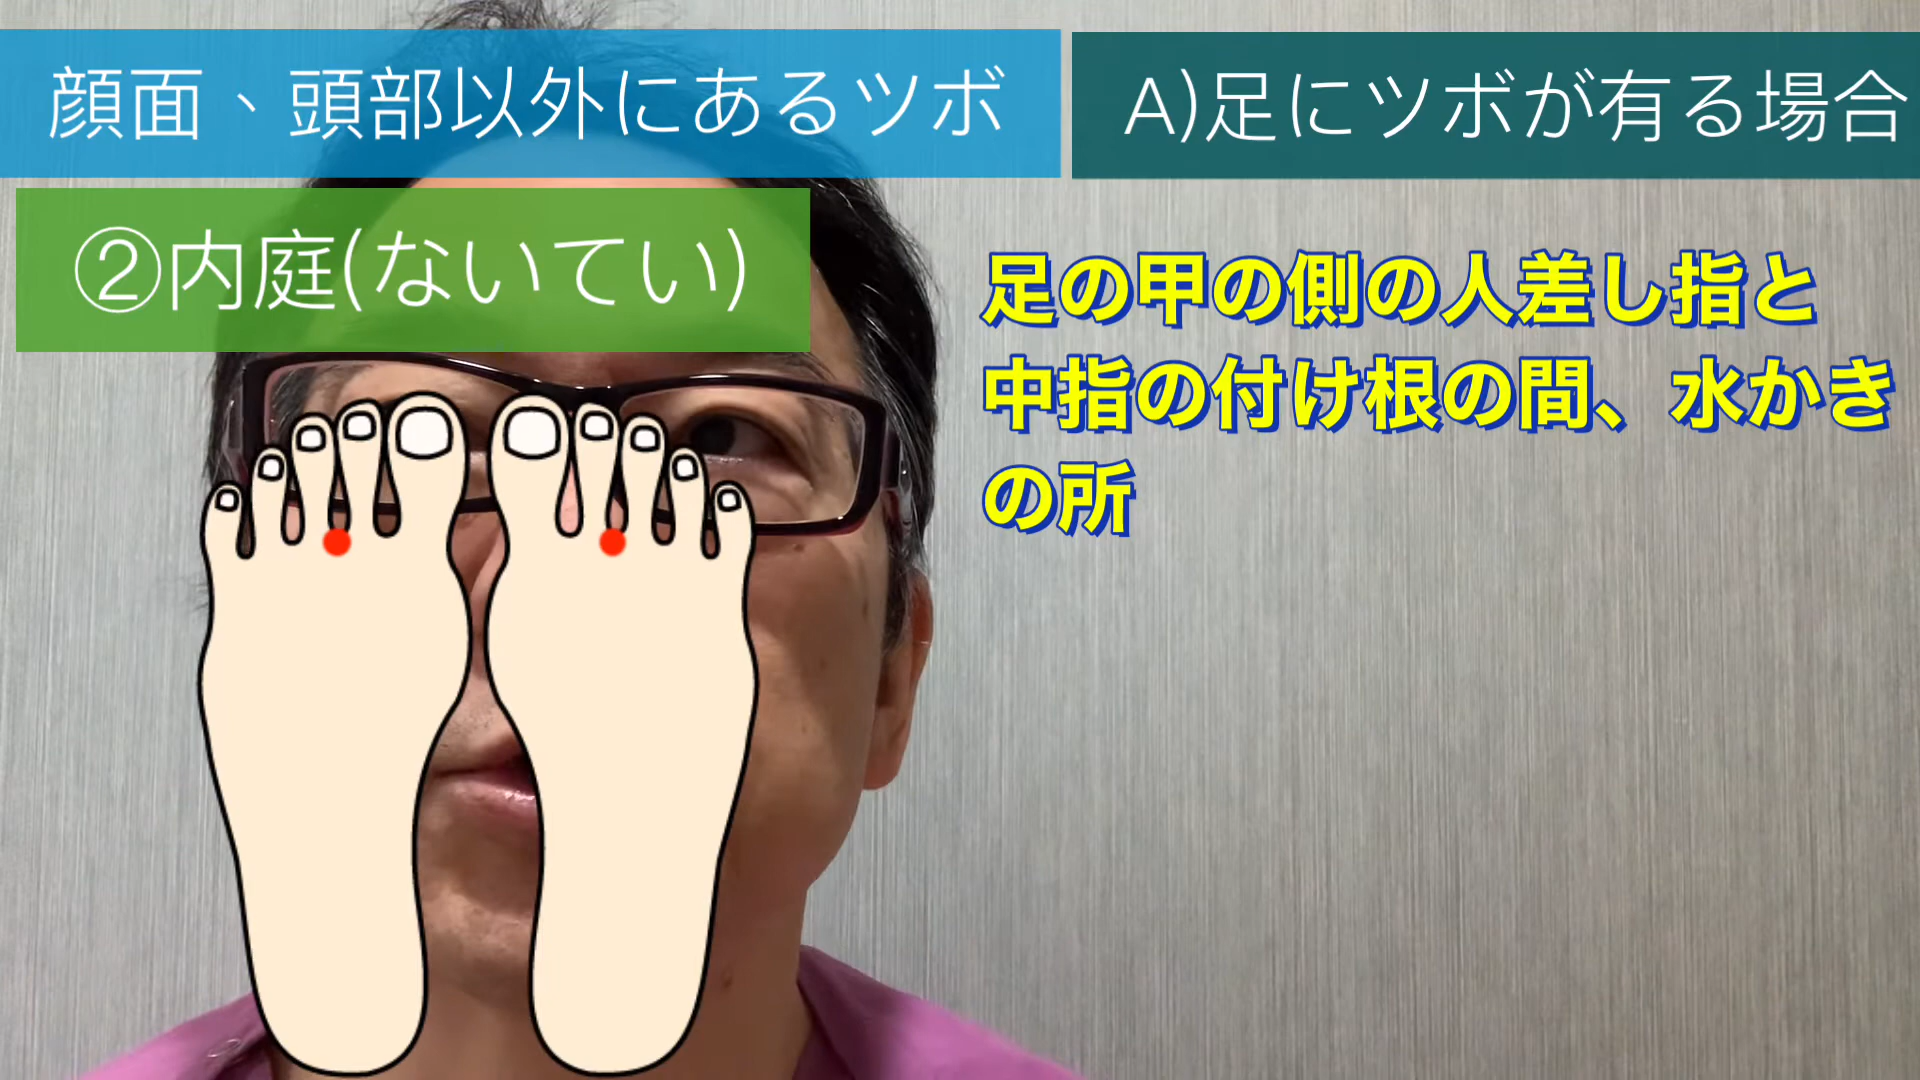 顔面、頭部以外にあるツボ
A)足にツボが有る場合
②内庭(ないてい)
足の甲の側の人差し指と
中指の付け根の間、水かき
の所